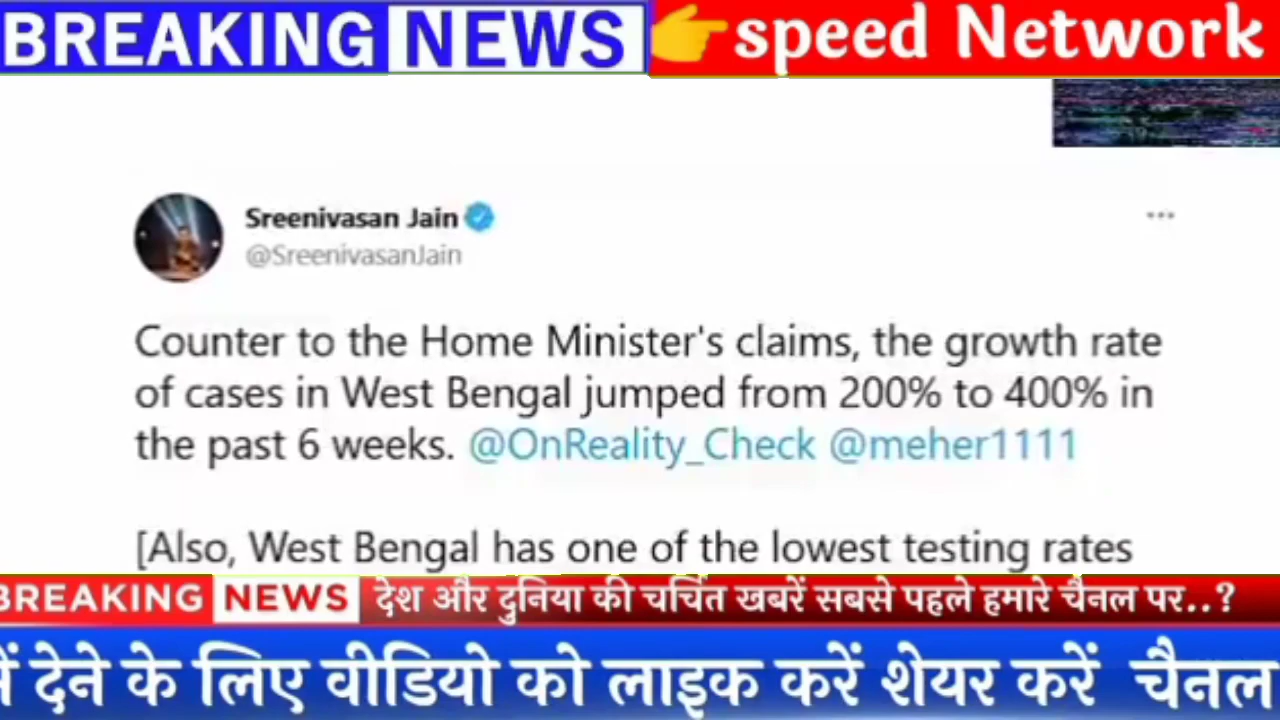 BREAKING NEWS 👉speed Network
Sreenivasan Jain
@SreenivasanJain
Counter to the Home Minister's claims, the growth rate
of cases in West Bengal jumped from 200% to 400% in
the past 6 weeks. @OnReality_Check @meher1111
[Also, West Bengal has one of the lowest testing rates
BREAKING NEWS देश और दुनिया की चर्चित खबरें सबसे पहले हमारे चैनल पर..?
देने के लिए वीडियो को लाइक करें शेयर करें चैनल